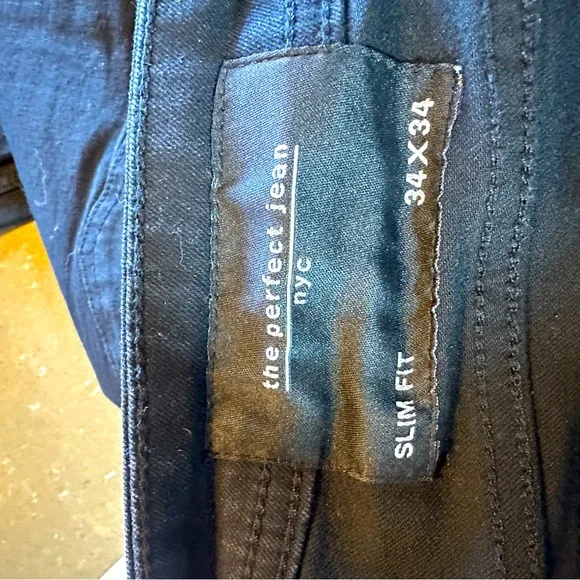 the perfect jean
nyc
SLIM FIT
34X34